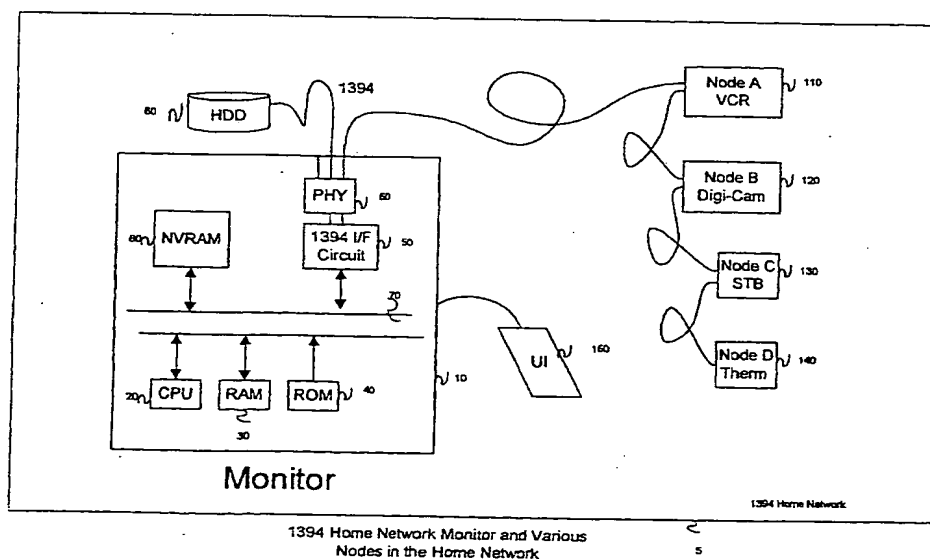 1394
60 HDD
Node A
VCR 110
PHY 60
Node B
Digi-Cam 120
80 NVRAM
1394 I/F
Circuit 50
Node C
STB 130
70
UI 150
Node D
Therm 140
10
20 CPU
RAM
ROM 40
30
Monitor
1394 Home Network
1394 Home Network Monitor and Various
Nodes in the Home Network
5